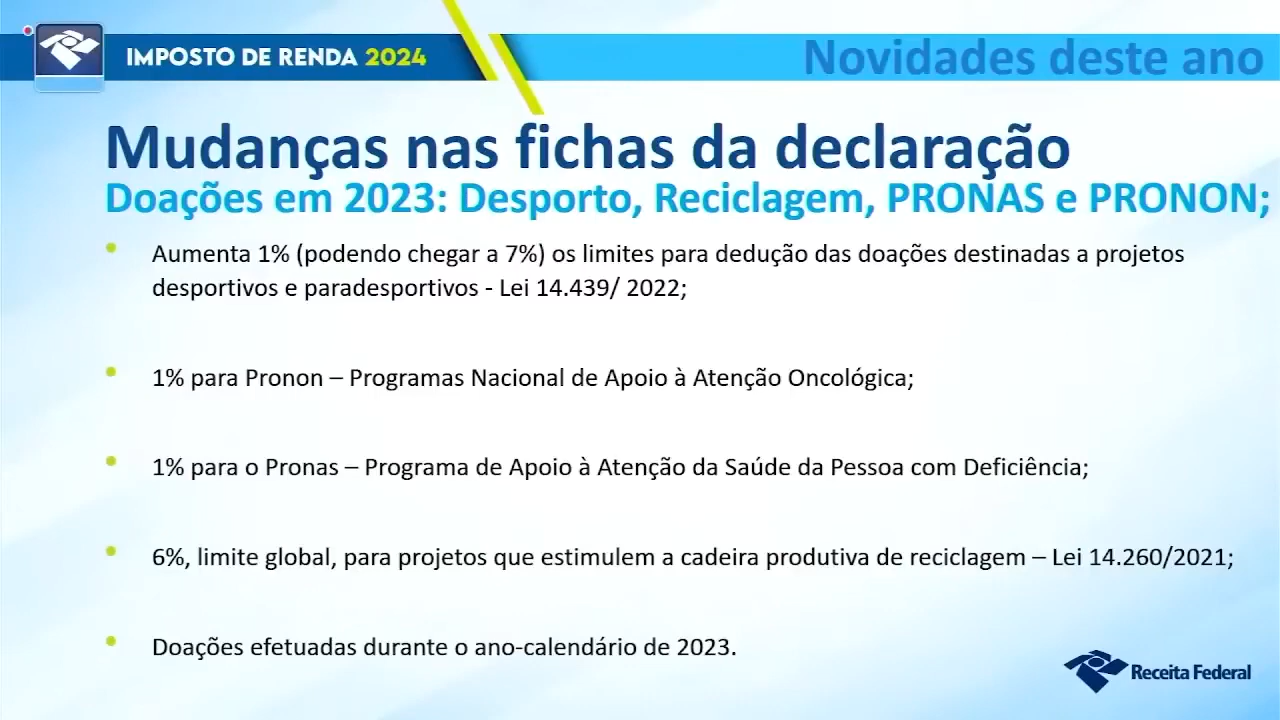 IMPOSTO DE RENDA 2024
Novidades deste ano
Mudanças nas fichas da declaração
Doações em 2023: Desporto, Reciclagem, PRONAS e PRONON;
• Aumenta 1% (podendo chegar a 7%) os limites para dedução das doações destinadas a projetos
desportivos e paradesportivos - Lei 14.439/ 2022;
• 1% para Pronon – Programas Nacional de Apoio à Atenção Oncológica;
• 1% para o Pronas – Programa de Apoio à Atenção da Saúde da Pessoa com Deficiência;
• 6%, limite global, para projetos que estimulem a cadeira produtiva de reciclagem – Lei 14.260/2021;
• Doações efetuadas durante o ano-calendário de 2023.
Receita Federal